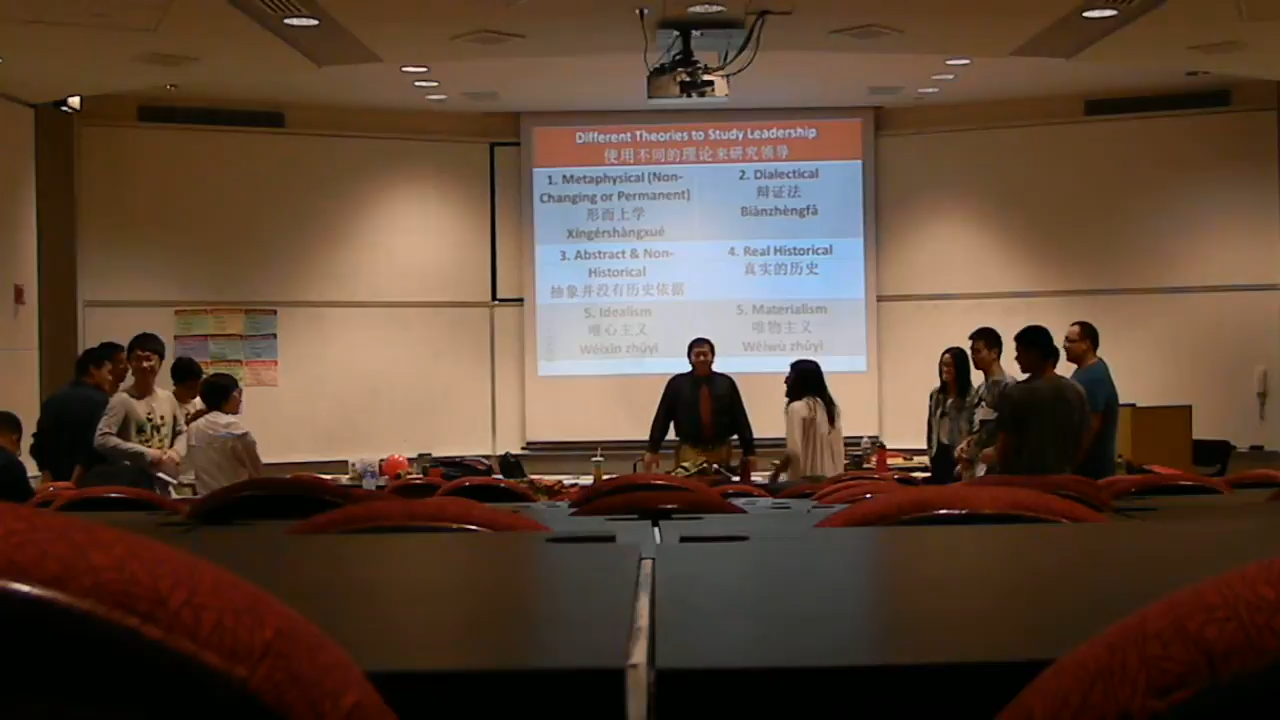 Different Theories to Study Leadership
使用不同的理论来研究领导
1. Metaphysical (Non-
Changing or Permanent)
形而上学
Xíngérshàngxué
2. Dialectical
辩证法
Biànzhèngfǎ
3. Abstract & Non-
Historical
抽象并没有历史依据
4. Real Historical
真实的历史
5. Idealism
唯心主义
Wéixīn zhǔyì
5. Materialism
唯物主义
Wéiwù zhǔyì